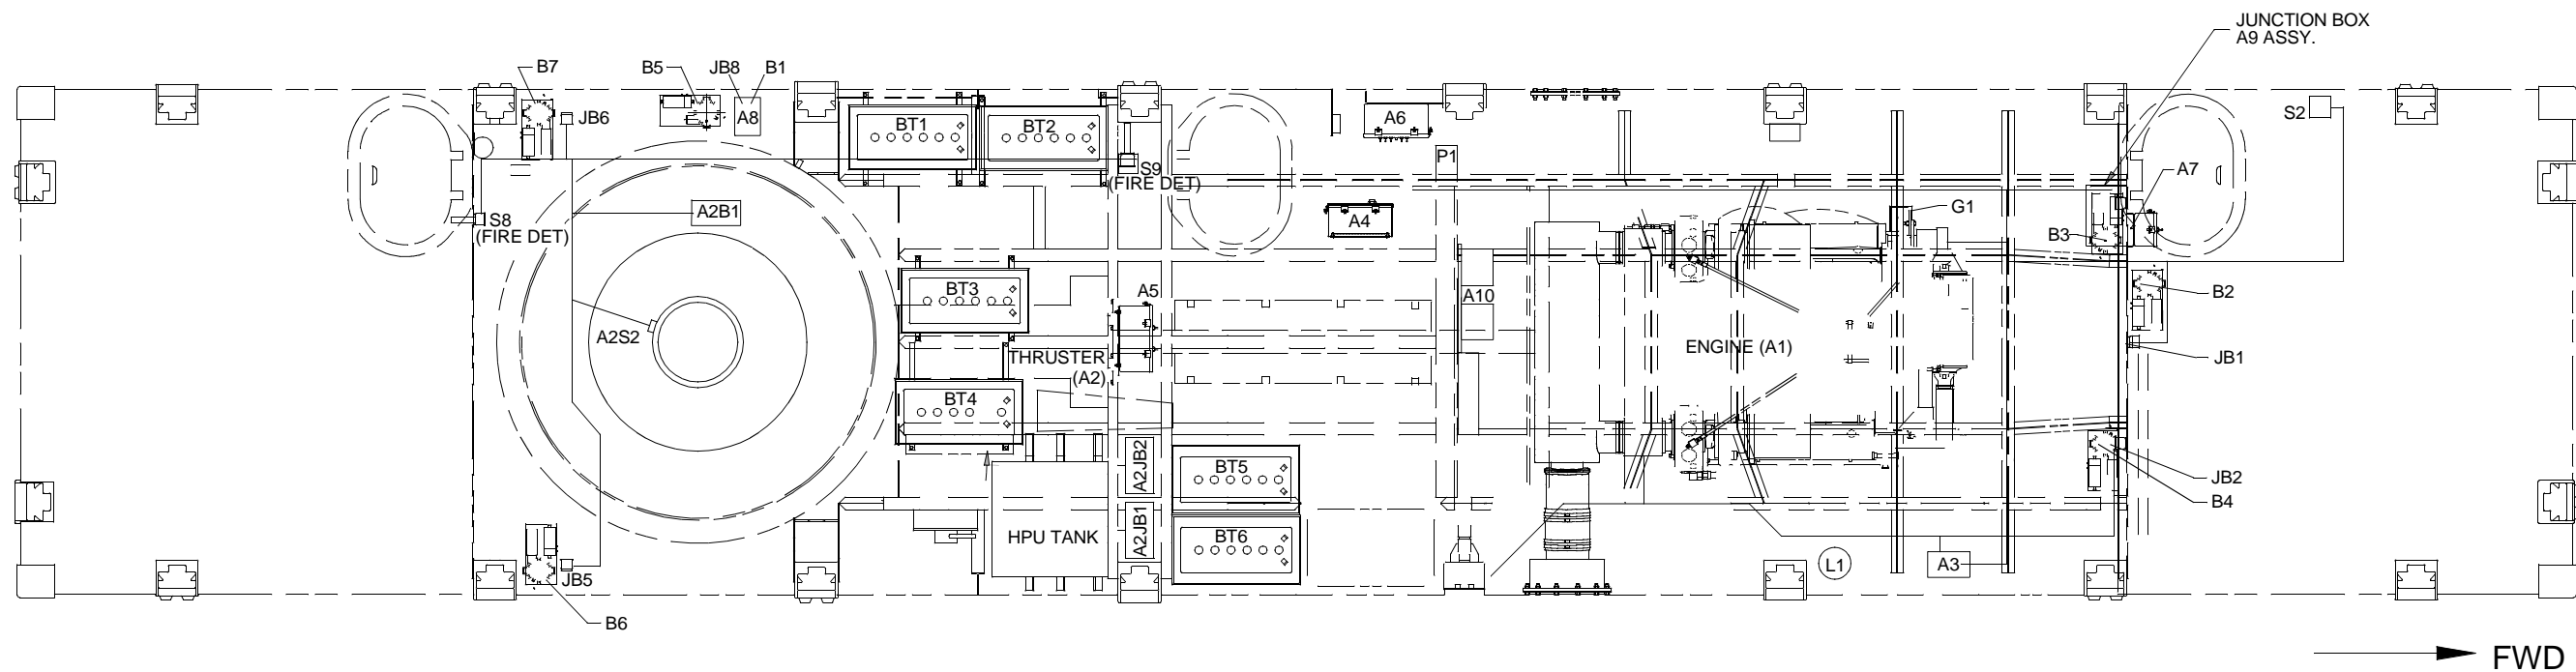 JUNCTION BOX
A9 ASSY.
B7
B5
JB8
B1
JB6
A8
BT1
BT2
A6
S2
P1
S9
(FIRE DET)
A7
S8
(FIRE DET)
A2B1
A4
G1
B3
BT3
A5
A10
B2
A2S2
THRUSTER
(A2)
ENGINE (A1)
JB1
BT4
A2JB2
BT5
JB2
B4
A2JB1
HPU TANK
BT6
L1
A3
JB5
B6
FWD